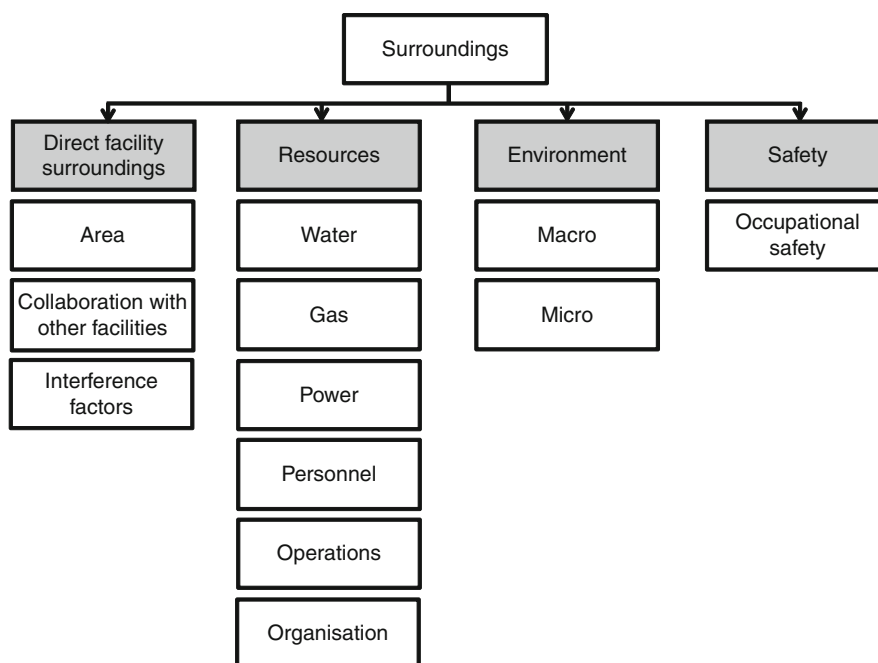 Surroundings
Direct facility
surroundings
Area
Collaboration with
other facilities
Interference
factors
Resources
Water
Gas
Power
Personnel
Operations
Organisation
Environment
Macro
Micro
Safety
Occupational
safety